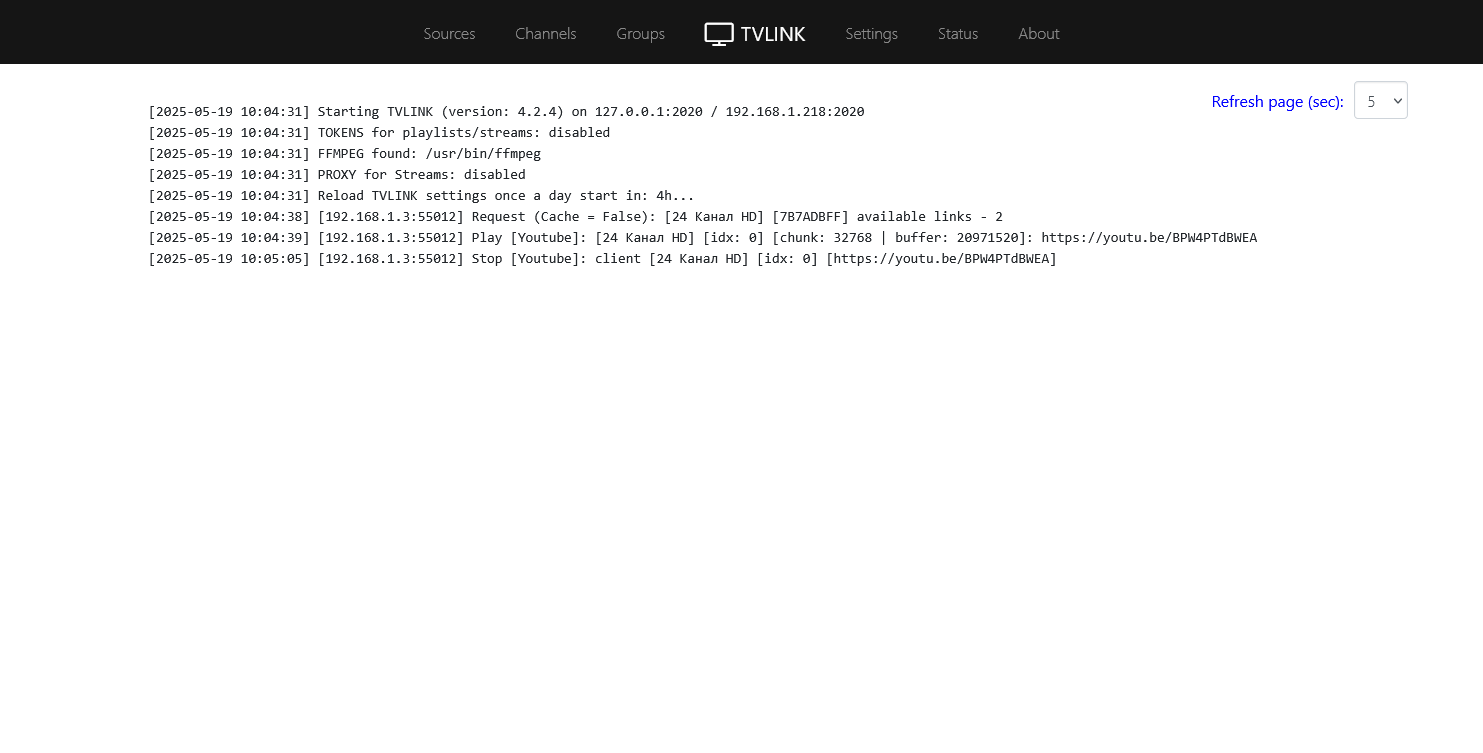 Sources Channels Groups TVLINK Settings Status About
Refresh page (sec): 5
[2025-05-19 10:04:31] Starting TVLINK (version: 4.2.4) on 127.0.0.1:2020 / 192.168.1.218:2020
[2025-05-19 10:04:31] TOKENS for playlists/streams: disabled
[2025-05-19 10:04:31] FFMPEG found: /usr/bin/ffmpeg
[2025-05-19 10:04:31] PROXY for Streams: disabled
[2025-05-19 10:04:31] Reload TVLINK settings once a day start in: 4h...
[2025-05-19 10:04:38] [192.168.1.3:55012] Request (Cache = False): [24 Канал HD] [7B7ADBFF] available links - 2
[2025-05-19 10:04:39] [192.168.1.3:55012] Play [Youtube]: [24 Канал HD] [idx: 0] [chunk: 32768 | buffer: 20971520]: https://youtu.be/BPW4PTdBWEA
[2025-05-19 10:05:05] [192.168.1.3:55012] Stop [Youtube]: client [24 Канал HD] [idx: 0] [https://youtu.be/BPW4PTdBWEA]